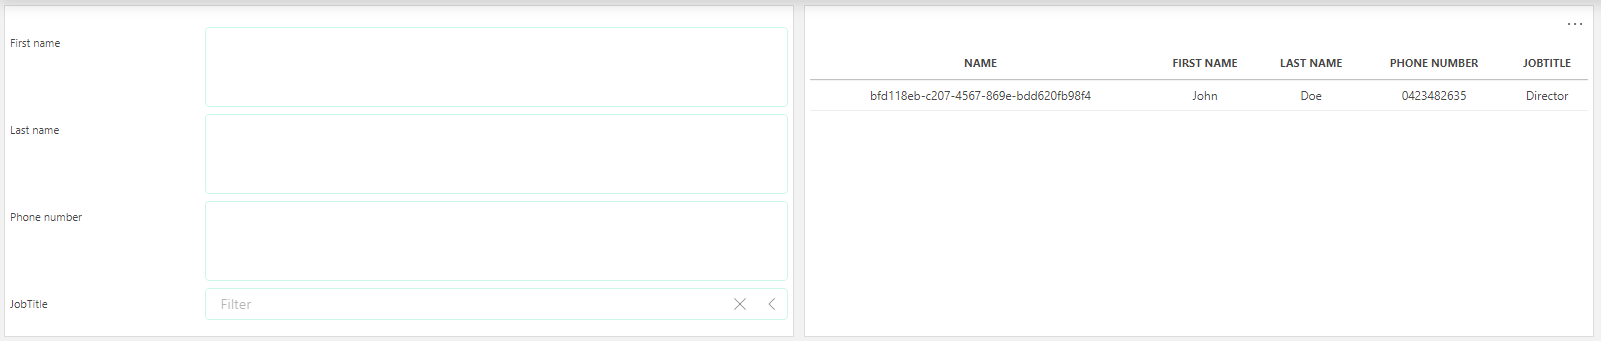 First name
Last name
Phone number
JobTitle
Filter
NAME FIRST NAME LAST NAME PHONE NUMBER JOBTITLE
bfd118eb-c207-4567-869e-bdd620fb98f4 John Doe 0423482635 Director